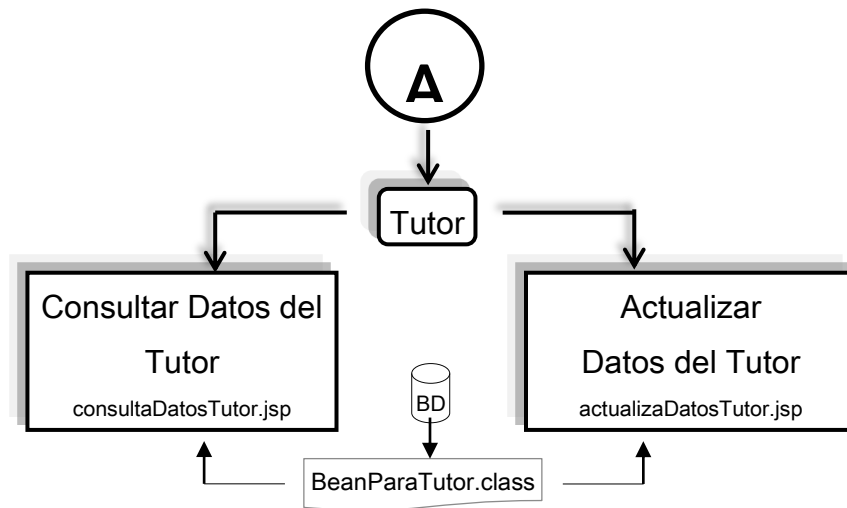 A
Tutor
Consultar Datos del
Tutor
consultaDatosTutor.jsp
Actualizar
Datos del Tutor
actualizaDatosTutor.jsp
BD
BeanParaTutor.class